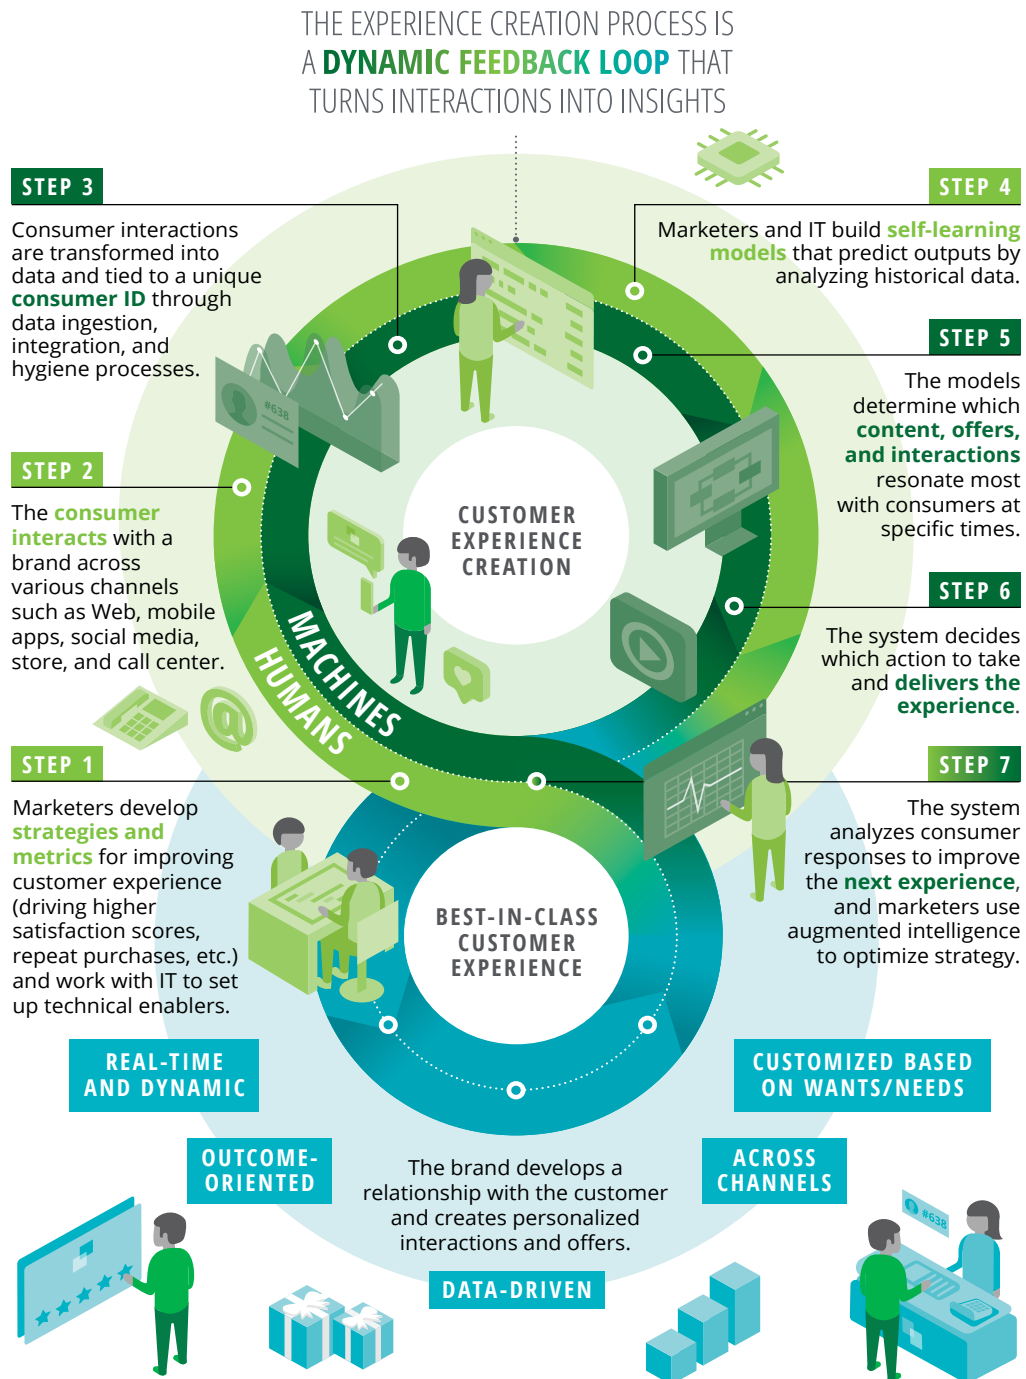 THE EXPERIENCE CREATION PROCESS IS
A DYNAMIC FEEDBACK LOOP THAT
TURNS INTERACTIONS INTO INSIGHTS
STEP 3
Consumer interactions
are transformed into
data and tied to a unique
consumer ID through
data ingestion,
integration, and
hygiene processes.
STEP 4
Marketers and IT build self-learning
models that predict outputs by
analyzing historical data.
STEP 5
The models
determine which
content, offers,
and interactions
resonate most
with consumers at
specific times.
#638
STEP 2
The consumer
interacts with a
brand across
various channels
such as Web, mobile
apps, social media,
store, and call center.
CUSTOMER
EXPERIENCE
CREATION
STEP 6
The system decides
which action to take
and delivers the
experience.
MACHINES
HUMANS
@
STEP 1
Marketers develop
strategies and
metrics for improving
customer experience
(driving higher
satisfaction scores,
repeat purchases, etc.)
and work with IT to set
up technical enablers.
STEP 7
The system
analyzes consumer
responses to improve
the next experience,
and marketers use
augmented intelligence
to optimize strategy.
BEST-IN-CLASS
CUSTOMER
EXPERIENCE
REAL-TIME
AND DYNAMIC
CUSTOMIZED BASED
ON WANTS/NEEDS
OUTCOME-
ORIENTED
ACROSS
CHANNELS
The brand develops a
relationship with the customer
and creates personalized
interactions and offers.
DATA-DRIVEN
#638